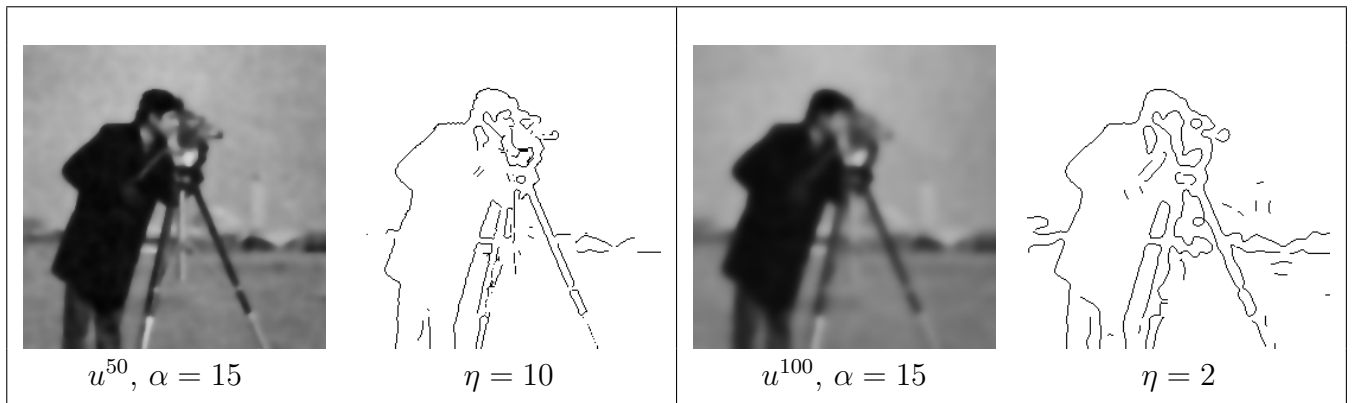 u^50, α = 15
η = 10
u^100, α = 15
η = 2